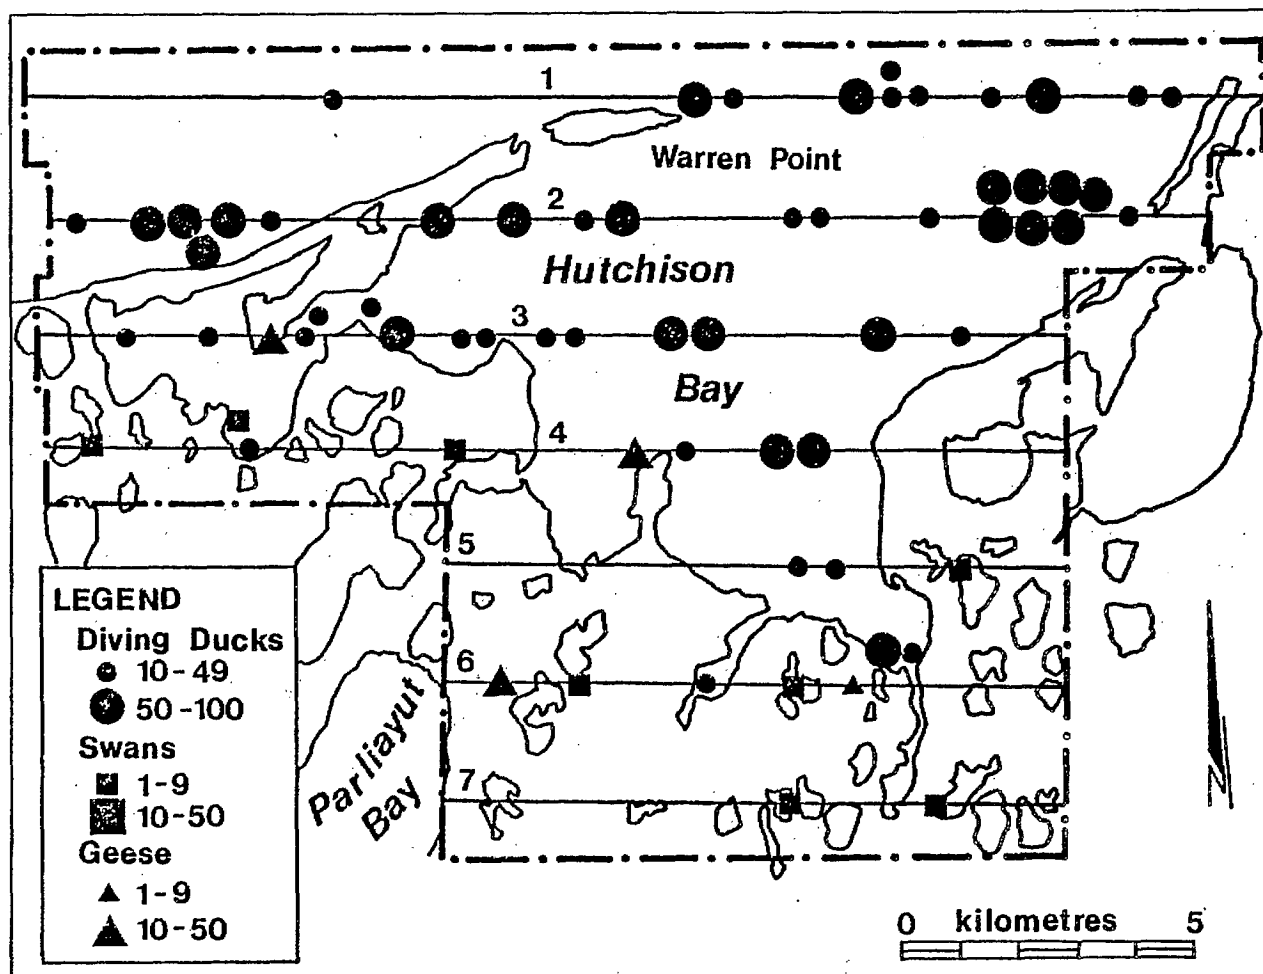 1
Warren Point
2
Hutchison
3
Bay
4
5
6
7
Parliayut
Bay
LEGEND
Diving Ducks
10-49
50-100
Swans
1-9
10-50
Geese
1-9
10-50
0 kilometres 5
N